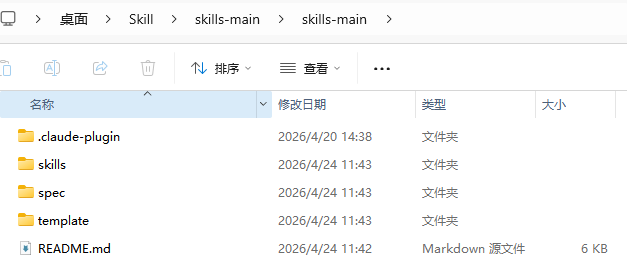 桌面 Skill skills-main skills-main
排序 查看
名称 修改日期 类型 大小
.claude-plugin 2026/4/20 14:38 文件夹
skills 2026/4/24 11:43 文件夹
spec 2026/4/24 11:43 文件夹
template 2026/4/24 11:43 文件夹
README.md 2026/4/24 11:42 Markdown 源文件 6 KB